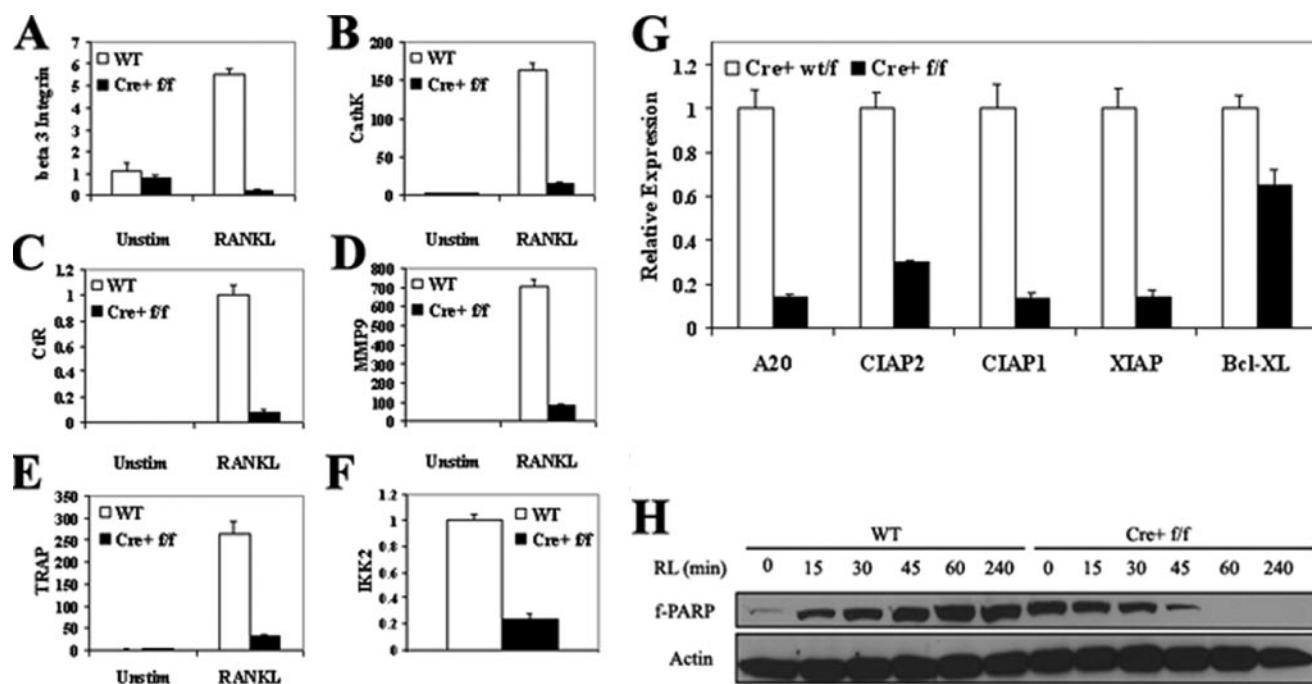 A
beta 3 Integrin
7
6
5
4
3
2
1
0
WT
Cre+ f/f
Unstim RANKL
B
CathK
200
150
100
50
0
WT
Cre+ f/f
Unstim RANKL
C
CtR
1.2
1
0.8
0.6
0.4
0.2
0
WT
Cre+ f/f
Unstim RANKL
D
MMP9
800
700
600
500
400
300
200
100
0
WT
Cre+ f/f
Unstim RANKL
E
TRAP
350
300
250
200
150
100
50
0
WT
Cre+ f/f
Unstim RANKL
F
IKK2
1.2
1
0.8
0.6
0.4
0.2
0
WT
Cre+ f/f
G
Relative Expression
1.2
1
0.8
0.6
0.4
0.2
0
Cre+ wt/f Cre+ f/f
A20 CIAP2 CIAP1 XIAP Bcl-XL
H
WT Cre+ f/f
RL (min) 0 15 30 45 60 240 0 15 30 45 60 240
f-PARP
Actin